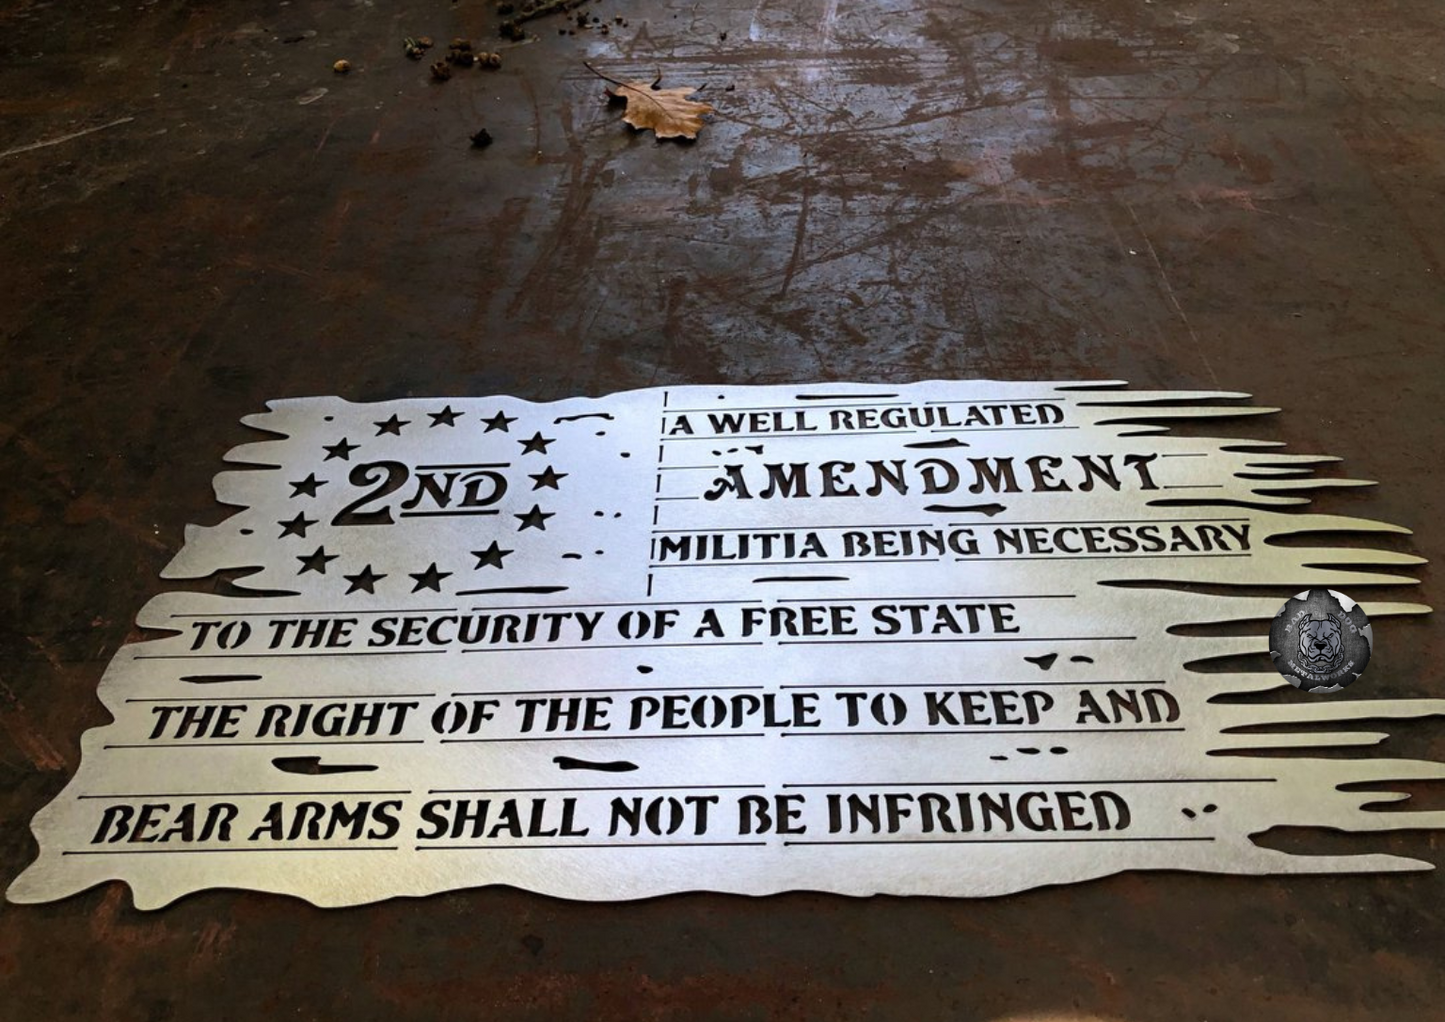 2ND
A WELL REGULATED
AMENDMENT
MILITIA BEING NECESSARY
TO THE SECURITY OF A FREE STATE
THE RIGHT OF THE PEOPLE TO KEEP AND
BEAR ARMS SHALL NOT BE INFRINGED
METALWORKS